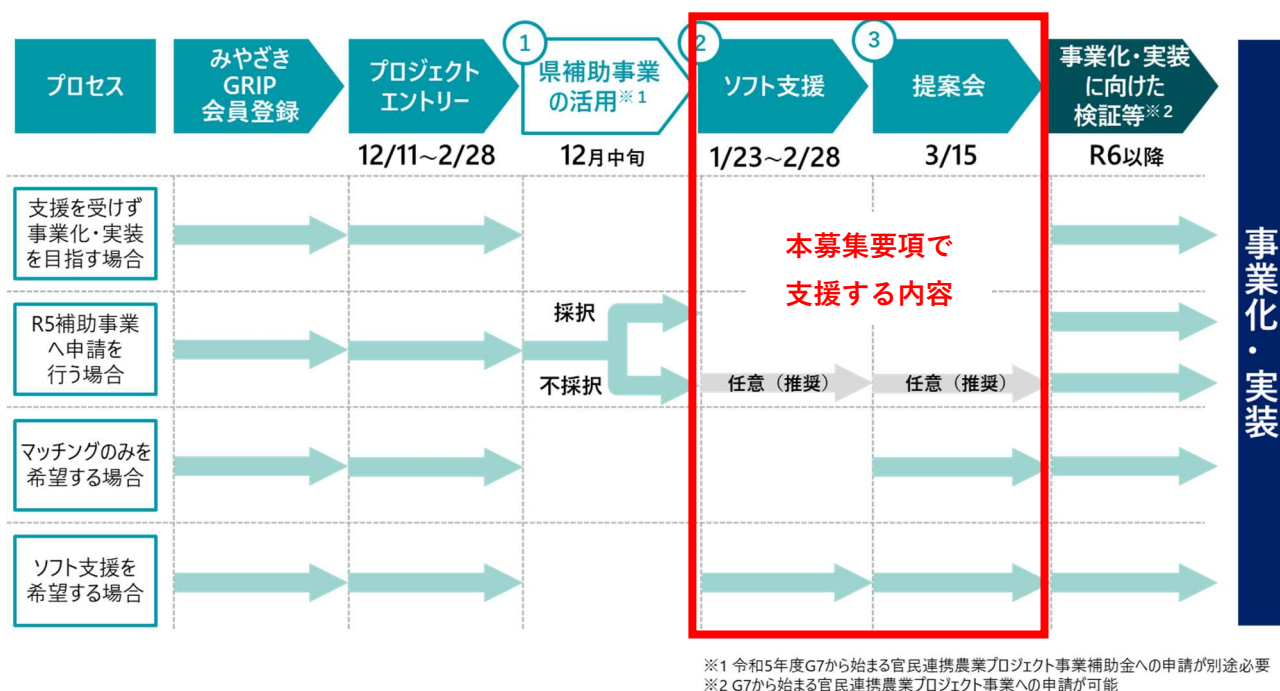 プロセス
みやざき
GRIP
会員登録
プロジェクト
エントリー
1
県補助事業
の活用※1
2
ソフト支援
3
提案会
事業化・実装
に向けた
検証等※2
12/11～2/28
12月中旬
1/23～2/28
3/15
R6以降
支援を受けず
事業化・実装
を目指す場合
本募集要項で
支援する内容
R5補助事業
へ申請を
行う場合
採択
不採択
任意（推奨）
任意（推奨）
マッチングのみを
希望する場合
ソフト支援を
希望する場合
事業化・実装
※1 令和5年度G7から始まる官民連携農業プロジェクト事業補助金への申請が別途必要
※2 G7から始まる官民連携農業プロジェクト事業への申請が可能